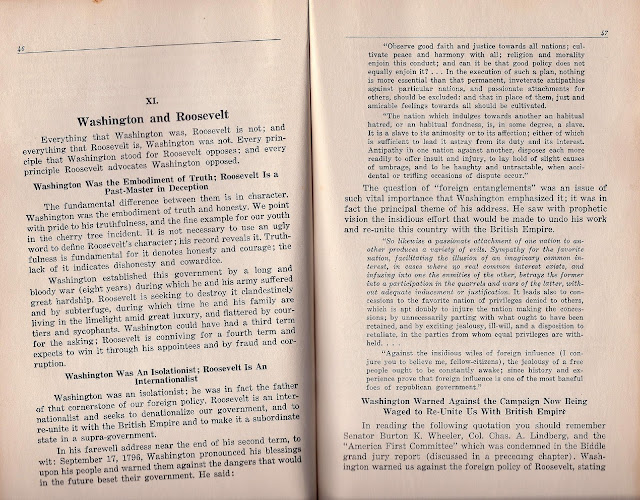 46
XI.
Washington and Roosevelt
Everything that Washington was, Roosevelt is not; and
everything that Roosevelt is, Washington was not. Every prin-
ciple that Washington stood for Roosevelt opposes; and every
principle Roosevelt advocates Washington opposed.
Washington Was the Embodiment of Truth; Roosevelt Is a
Past-Master in Deception
The fundamental difference between them is in character.
Washington was the embodiment of truth and honesty. We point
with pride to his truthfulness, and the fine example for our youth
in the cherry tree incident. It is not necessary to use an ugly
word to define Roosevelt's character; his record reveals it. Truth-
fulness is fundamental for it denotes honesty and courage; the
lack of it indicates dishonesty and cowardice.
Washington established this government by a long and
bloody war (eight years) during which he and his army suffered
great hardship. Roosevelt is seeking to destroy it clandestinely
and by subterfuge, during which time he and his family are
living in the limelight amid great luxury, and flattered by cour-
tiers and sycophants. Washington could have had a third term
for the asking; Roosevelt is conniving for a fourth term and
expects to win it through his appointees and by fraud and cor-
ruption.
Washington Was An Isolationist; Roosevelt Is An
Internationalist
Washington was an isolationist; he was in fact the father
of that cornerstone of our foreign policy. Roosevelt is an inter-
nationalist and seeks to denationalize our government, and to
re-unite it with the British Empire and to make it a subordinate
state in a supra-government.
In his farewell address near the end of his second term, to
wit: September 17, 1796, Washington pronounced his blessings
upon his people and warned them against the dangers that would
in the future beset their government. He said:
47
"Observe good faith and justice towards all nations; cul-
tivate peace and harmony with all; religion and morality
enjoin this conduct; and can it be that good policy does not
equally enjoin it? . . . In the execution of such a plan, nothing
is more essential than that permanent, inveterate antipathies
against particular nations, and passionate attachments for
others, should be excluded: and that in place of them, just and
amicable feelings towards all should be cultivated.
"The nation which indulges towards another an habitual
hatred, or an habitual fondness, is, in some degree, a slave.
It is a slave to its animosity or to its affection; either of which
is sufficient to lead it astray from its duty and its interest.
Antipathy in one nation against another, disposes each more
readily to offer insult and injury, to lay hold of slight causes
of umbrage, and to be haughty and untractable, when acci-
dental or trifling occasions of dispute occur."
The question of "foreign entanglements" was an issue of
such vital importance that Washington emphasized it; it was in
fact the principal theme of his address. He saw with prophetic
vision the insidious effort that would be made to undo his work
and re-unite this country with the British Empire.
"So likewise a passionate attachment of one nation to an-
other produces a variety of evils. Sympathy for the favorite
nation, facilitating the illusion of an imaginary common in-
terest, in cases where no real common interest exists, and
infusing into one the enmities of the other, betrays the former
into a participation in the quarrels and wars of the latter, with-
out adequate inducement or justification. It leads also to con-
cessions to the favorite nation of privileges denied to others,
which is apt doubly to injure the nation making the conces-
sions; by unnecessarily parting with what ought to have been
retained, and by exciting jealousy, ill-will, and a disposition to
retaliate, in the parties from whom equal privileges are with-
held. . . .
"Against the insidious wiles of foreign influence (I con-
jure you to believe me, fellow-citizens), the jealousy of a free
people ought to be constantly awake; since history and ex-
perience prove that foreign influence is one of the most baneful
foes of republican government."
Washington Warned Against the Campaign Now Being
Waged to Re-Unite Us With British Empire
In reading the following quotation you should remember
Senator Burton K. Wheeler, Col. Chas. A. Lindberg, and the
"America First Committee" which was condemned in the Biddle
grand jury report (discussed in a preceding chapter). Wash-
ington warned us against the foreign policy of Roosevelt, stating